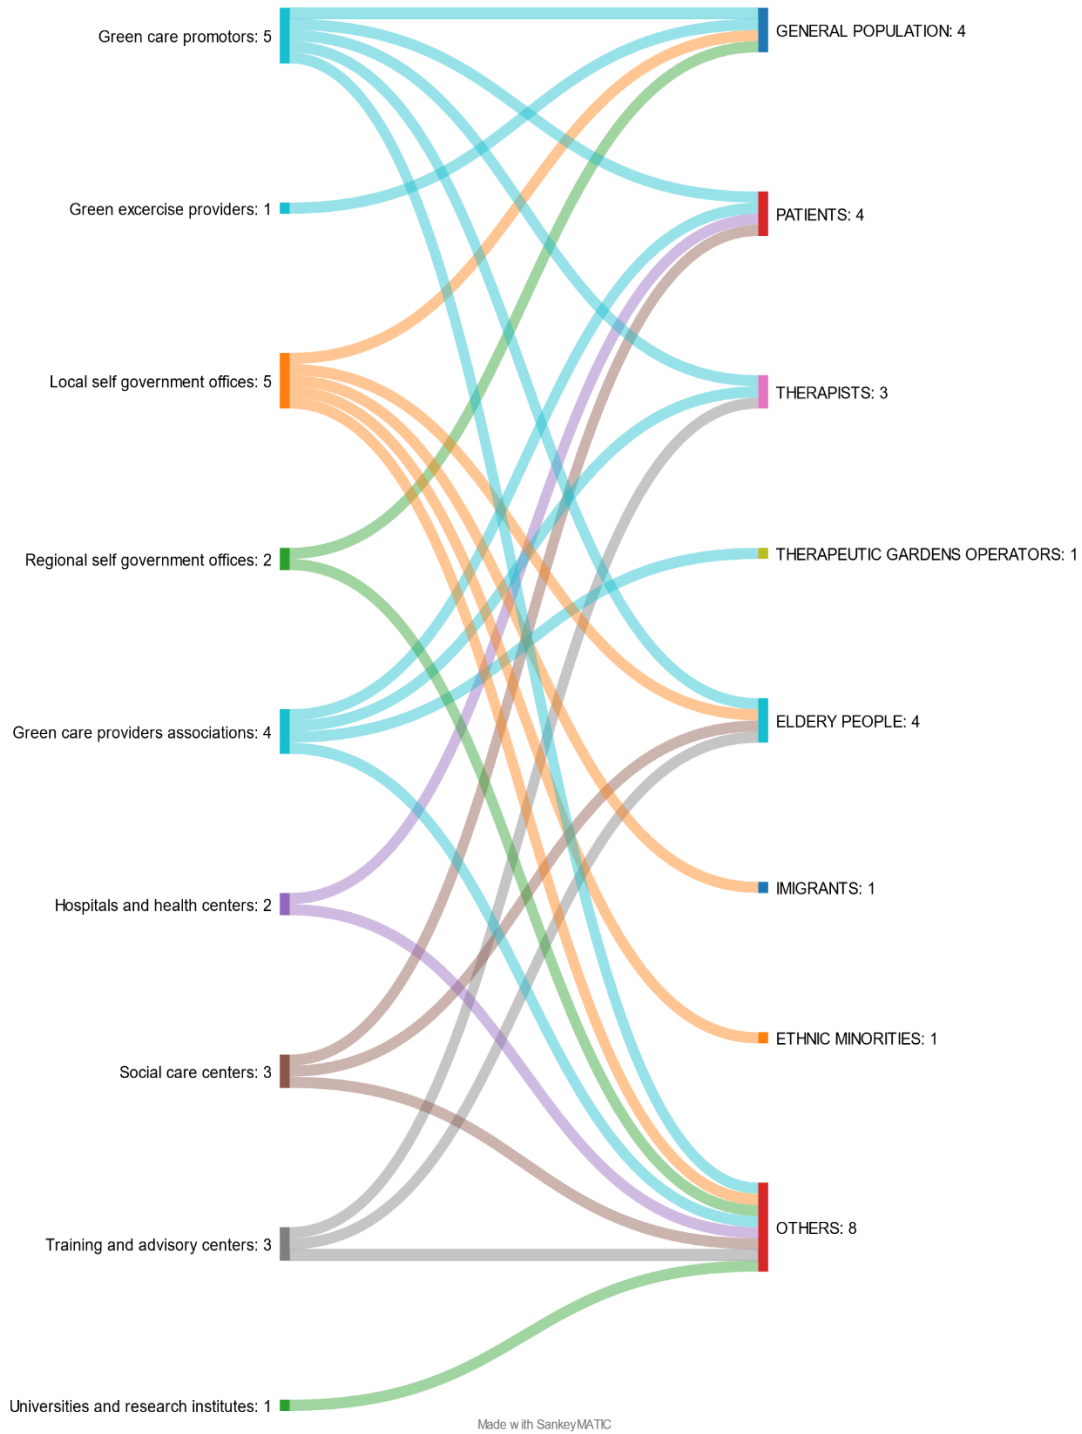 Green care promotors: 5
GENERAL POPULATION: 4
Green excercise providers: 1
PATIENTS: 4
Local self government offices: 5
THERAPISTS: 3
Regional self government offices: 2
THERAPEUTIC GARDENS OPERATORS: 1
Green care providers associations: 4
ELDERY PEOPLE: 4
Hospitals and health centers: 2
IMIGRANTS: 1
Social care centers: 3
ETHNIC MINORITIES: 1
Training and advisory centers: 3
OTHERS: 8
Universities and research institutes: 1
Made with SankeyMATIC